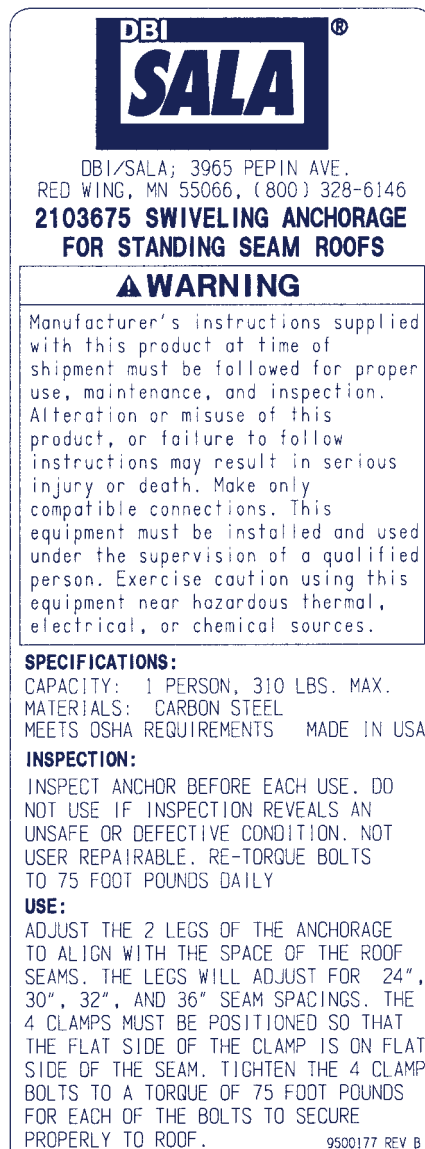 DBI
SALA ®
DBI/SALA; 3965 PEPIN AVE.
RED WING, MN 55066, (800) 328-6146
2103675 SWIVELING ANCHORAGE
FOR STANDING SEAM ROOFS
⚠WARNING
Manufacturer's instructions supplied
with this product at time of
shipment must be followed for proper
use, maintenance, and inspection.
Alteration or misuse of this
product, or failure to follow
instructions may result in serious
injury or death. Make only
compatible connections. This
equipment must be installed and used
under the supervision of a qualified
person. Exercise caution using this
equipment near hazardous thermal,
electrical, or chemical sources.
SPECIFICATIONS:
CAPACITY: 1 PERSON, 310 LBS. MAX.
MATERIALS: CARBON STEEL
MEETS OSHA REQUIREMENTS MADE IN USA
INSPECTION:
INSPECT ANCHOR BEFORE EACH USE. DO
NOT USE IF INSPECTION REVEALS AN
UNSAFE OR DEFECTIVE CONDITION. NOT
USER REPAIRABLE. RE-TORQUE BOLTS
TO 75 FOOT POUNDS DAILY
USE:
ADJUST THE 2 LEGS OF THE ANCHORAGE
TO ALIGN WITH THE SPACE OF THE ROOF
SEAMS. THE LEGS WILL ADJUST FOR 24",
30", 32", AND 36" SEAM SPACINGS. THE
4 CLAMPS MUST BE POSITIONED SO THAT
THE FLAT SIDE OF THE CLAMP IS ON FLAT
SIDE OF THE SEAM. TIGHTEN THE 4 CLAMP
BOLTS TO A TORQUE OF 75 FOOT POUNDS
FOR EACH OF THE BOLTS TO SECURE
PROPERLY TO ROOF. 9500177 REV B